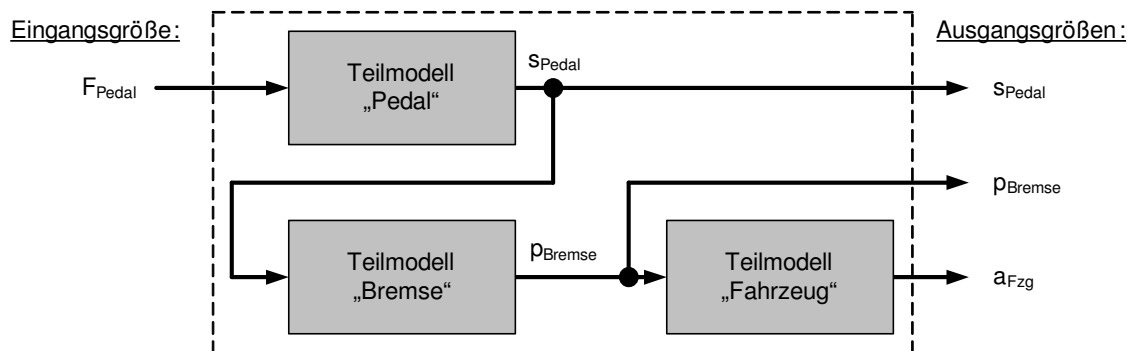 Eingangsgröße:
Ausgangsgrößen:
F_Pedal
Teilmodell
„Pedal“
s_Pedal
s_Pedal
p_Bremse
Teilmodell
„Bremse“
p_Bremse
Teilmodell
„Fahrzeug“
a_Fzg